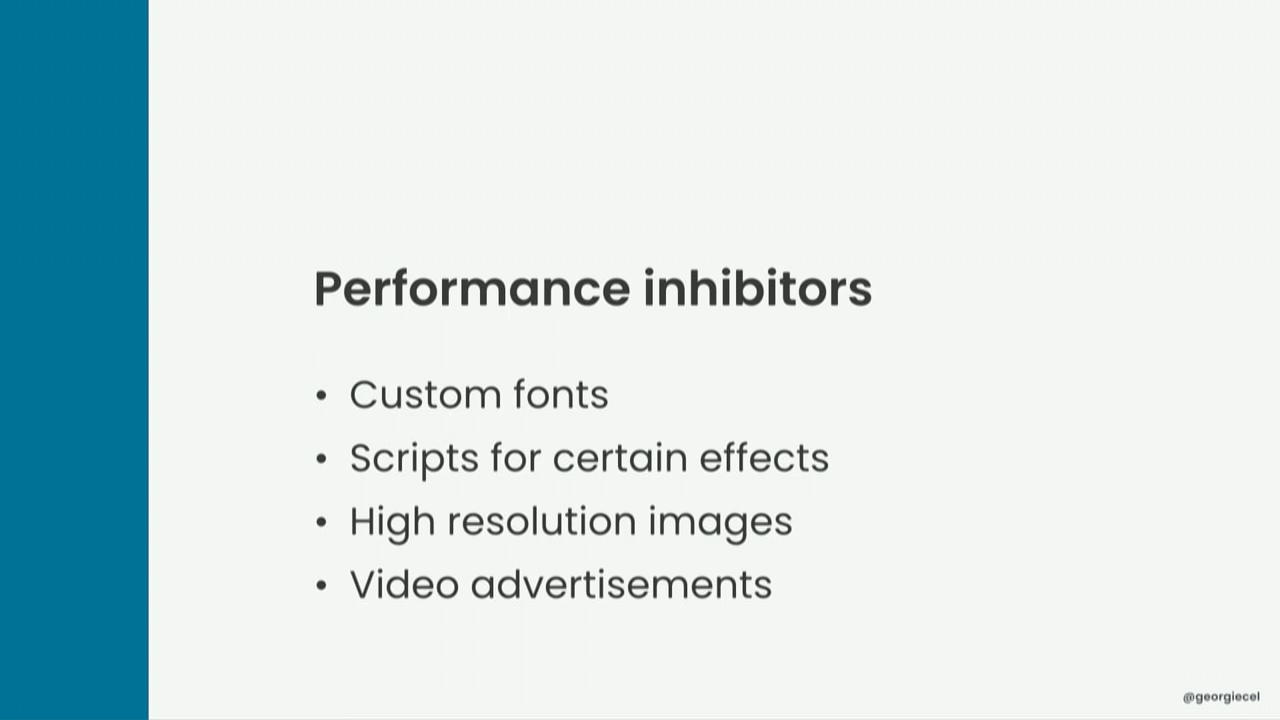 Performance inhibitors
• Custom fonts
• Scripts for certain effects
• High resolution images
• Video advertisements
@georgiecel